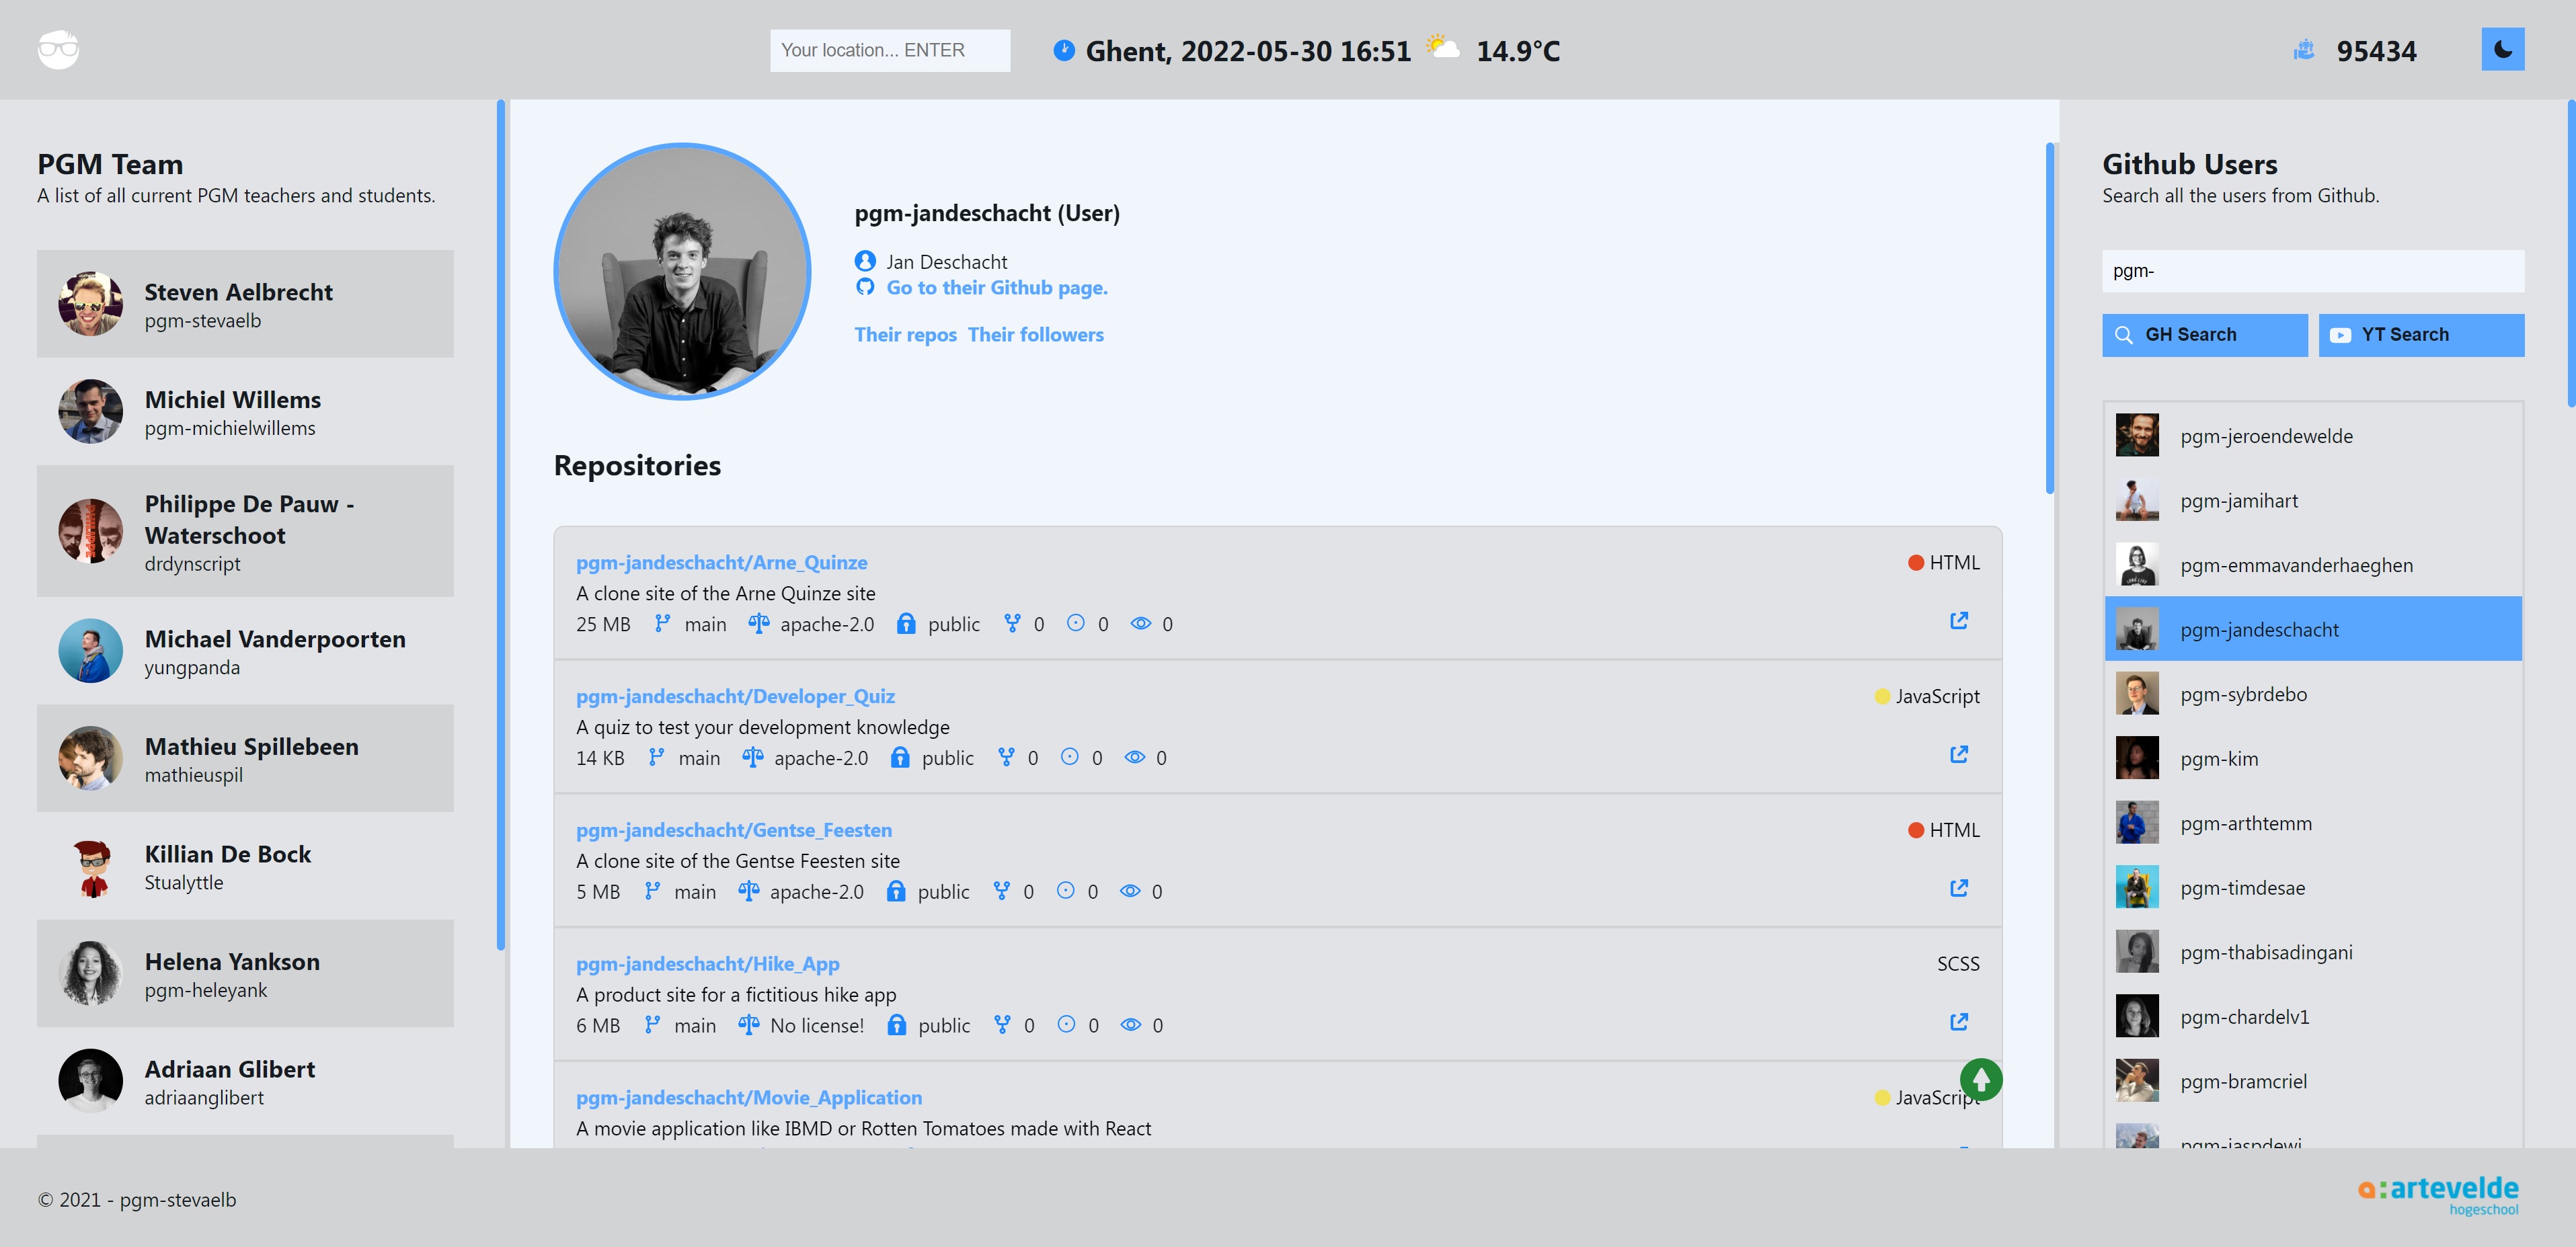 Your location... ENTER
Ghent, 2022-05-30 16:51
14.9°C
95434
PGM Team
A list of all current PGM teachers and students.
Steven Aelbrecht
pgm-stevaelb
Michiel Willems
pgm-michielwillems
Philippe De Pauw -
Waterschoot
drdynscript
Michael Vanderpoorten
yungpanda
Mathieu Spillebeen
mathieuspil
Killian De Bock
Stualyttle
Helena Yankson
pgm-heleyank
Adriaan Glibert
adriaanglibert
pgm-jandeschacht (User)
Jan Deschacht
Go to their Github page.
Their repos Their followers
Repositories
pgm-jandeschacht/Arne_Quinze
HTML
A clone site of the Arne Quinze site
25 MB main apache-2.0 public 0 0 0
pgm-jandeschacht/Developer_Quiz
JavaScript
A quiz to test your development knowledge
14 KB main apache-2.0 public 0 0 0
pgm-jandeschacht/Gentse_Feesten
HTML
A clone site of the Gentse Feesten site
5 MB main apache-2.0 public 0 0 0
pgm-jandeschacht/Hike_App
SCSS
A product site for a fictitious hike app
6 MB main No license! public 0 0 0
pgm-jandeschacht/Movie_Application
JavaScript
A movie application like IBMD or Rotten Tomatoes made with React
Github Users
Search all the users from Github.
pgm-
GH Search
YT Search
pgm-jeroendewelde
pgm-jamihart
pgm-emmavanderhaeghen
pgm-jandeschacht
pgm-sybrdebo
pgm-kim
pgm-arthtemm
pgm-timdesae
pgm-thabisadingani
pgm-chardelv1
pgm-bramcriel
pgm-jaspdewi
© 2021 - pgm-stevaelb
a:artevelde
hogeschool